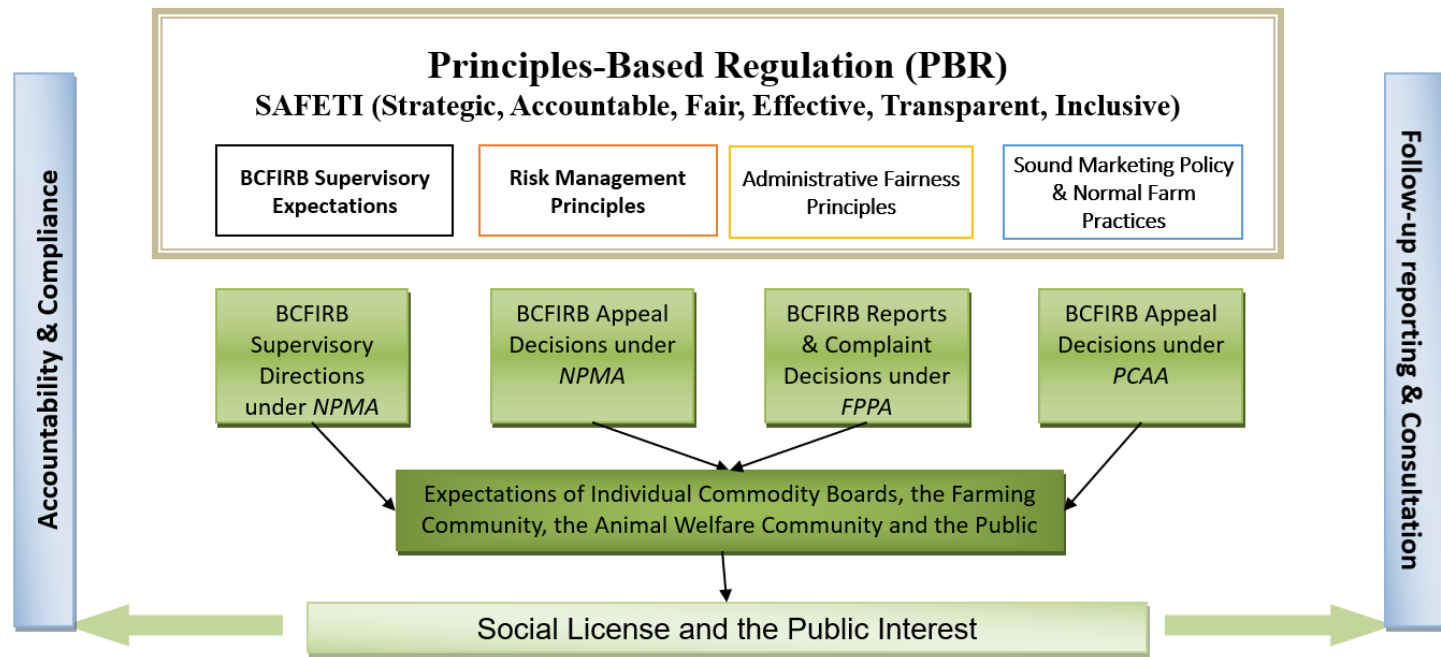 Principles-Based Regulation (PBR)
SAFETI (Strategic, Accountable, Fair, Effective, Transparent, Inclusive)
BCFIRB Supervisory
Expectations
Risk Management
Principles
Administrative Fairness
Principles
Sound Marketing Policy
& Normal Farm
Practices
Accountability & Compliance
Follow-up reporting & Consultation
BCFIRB
Supervisory
Directions
under NPMA
BCFIRB Appeal
Decisions under
NPMA
BCFIRB Reports
& Complaint
Decisions under
FPPA
BCFIRB Appeal
Decisions under
PCAA
Expectations of Individual Commodity Boards, the Farming
Community, the Animal Welfare Community and the Public
Social License and the Public Interest